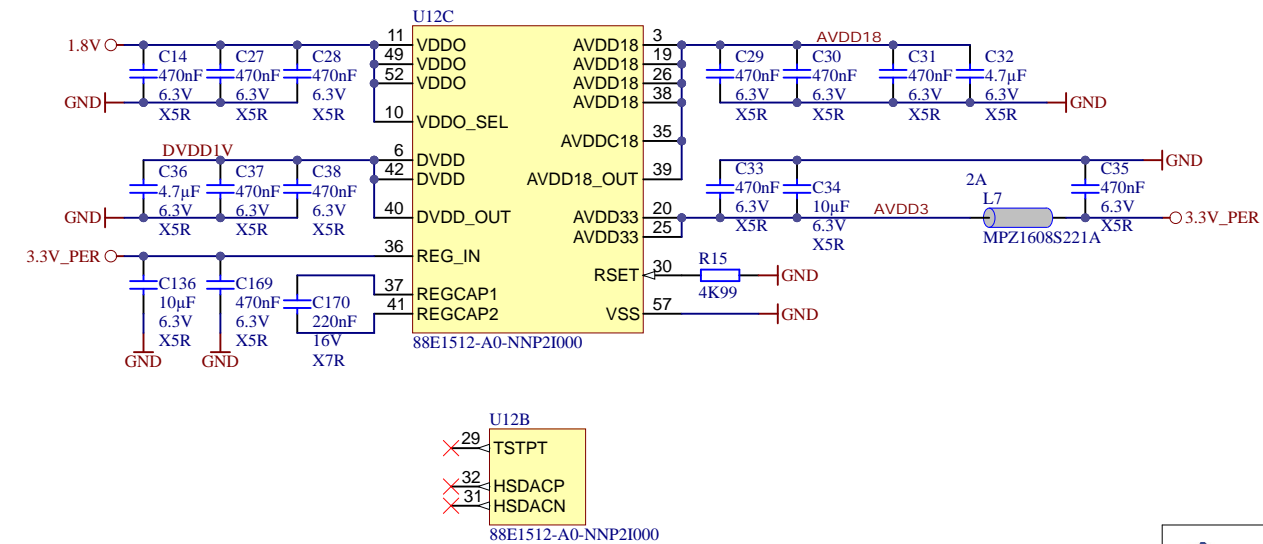 U12C
1.8V
C14
470nF
6.3V
X5R
C27
470nF
6.3V
X5R
C28
470nF
6.3V
X5R
GND
11
49
52
10
VDDO
VDDO
VDDO
VDDO_SEL
DVDD1V
C36
4.7µF
6.3V
X5R
C37
470nF
6.3V
X5R
C38
470nF
6.3V
X5R
GND
6
42
40
DVDD
DVDD
DVDD_OUT
3.3V_PER
36
REG_IN
C136
10µF
6.3V
X5R
GND
C169
470nF
6.3V
X5R
GND
C170
220nF
16V
X7R
37
41
REGCAP1
REGCAP2
AVDD18
AVDD18
AVDD18
AVDD18
AVDDC18
AVDD18_OUT
3
19
26
38
35
39
AVDD18
C29
470nF
6.3V
X5R
C30
470nF
6.3V
X5R
C31
470nF
6.3V
X5R
C32
4.7µF
6.3V
X5R
GND
GND
AVDD33
AVDD33
20
25
C33
470nF
6.3V
X5R
C34
10µF
6.3V
X5R
AVDD3
2A
L7
MPZ1608S221A
C35
470nF
6.3V
X5R
3.3V_PER
RSET
30
R15
4K99
GND
VSS
57
GND
88E1512-A0-NNP2I000
U12B
29
TSTPT
32
HSDACP
31
HSDACN
88E1512-A0-NNP2I000